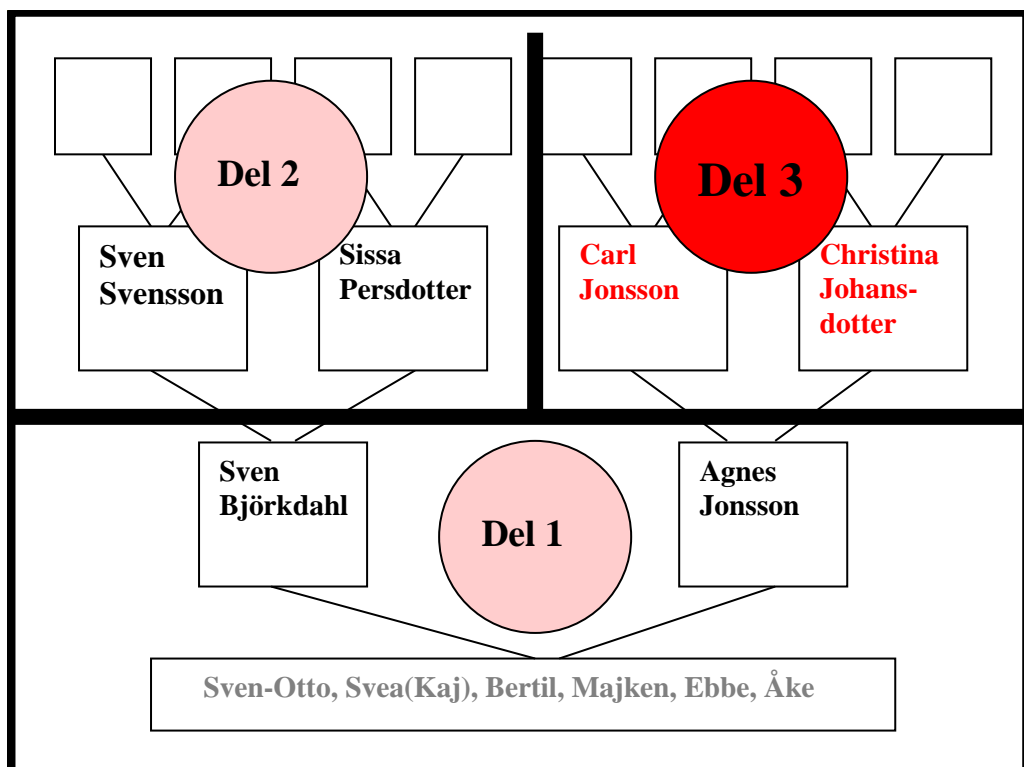 Del 2
Del 3
Sven
Svensson
Sissa
Persdotter
Carl
Jonsson
Christina
Johans-
dotter
Sven
Björkdahl
Del 1
Agnes
Jonsson
Sven-Otto, Svea(Kaj), Bertil, Majken, Ebbe, Åke